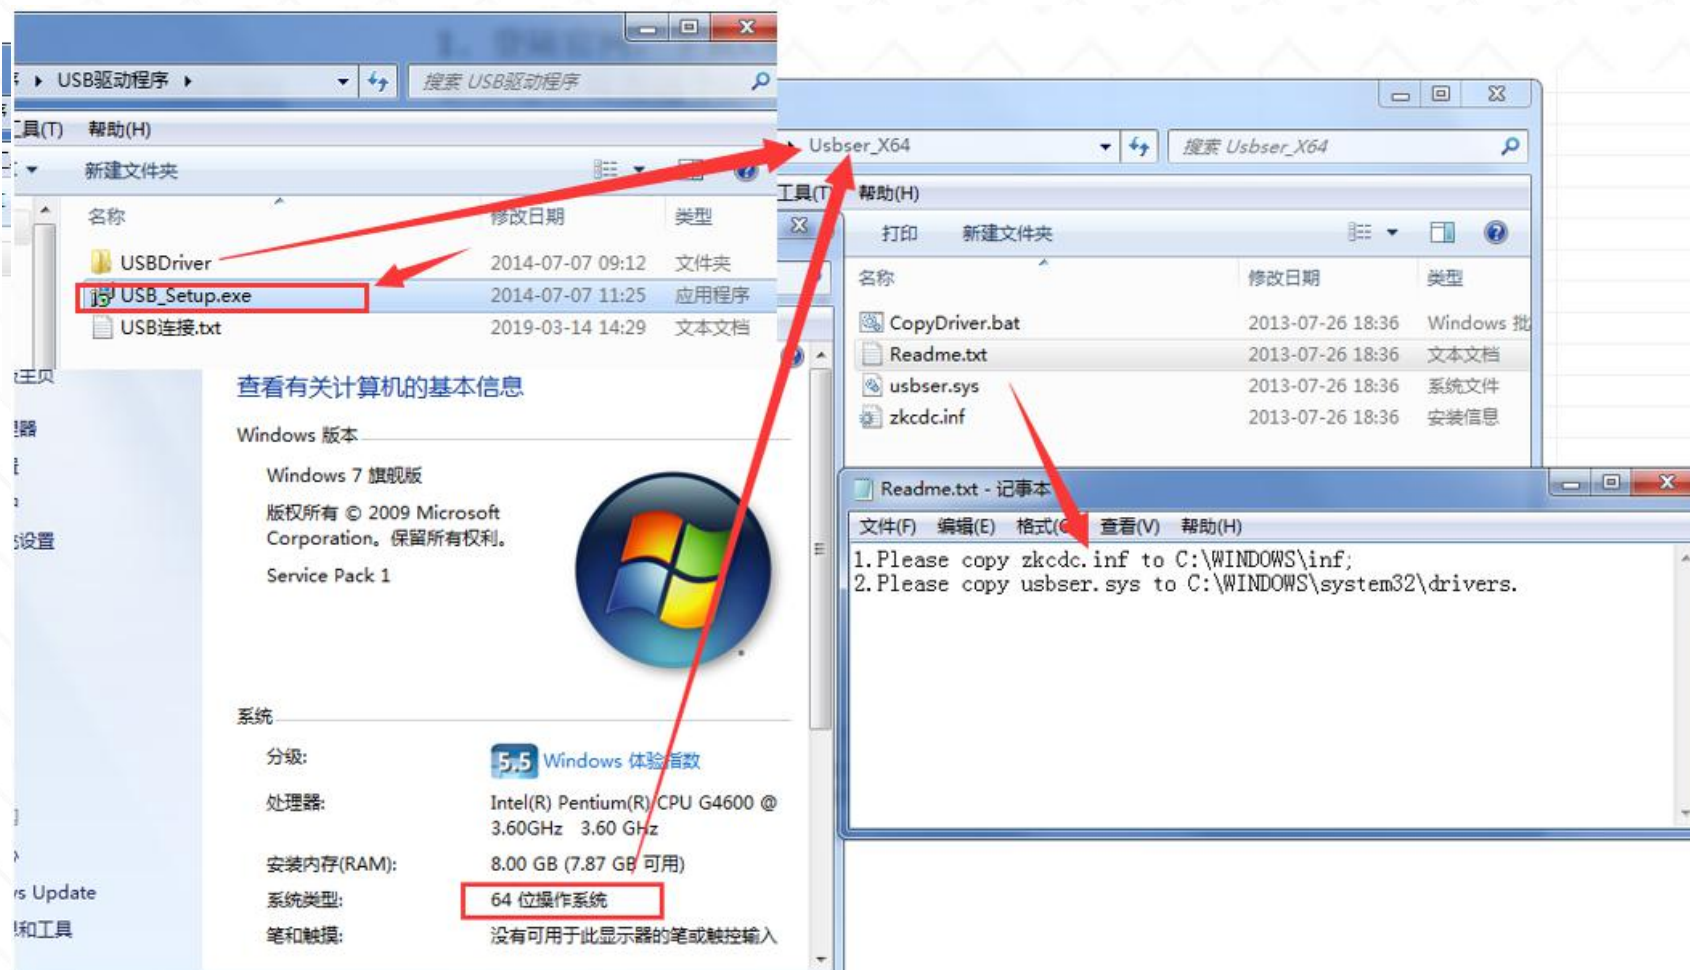 USB驱动程序
搜索 USB驱动程序
工具(T) 帮助(H)
新建文件夹
名称 修改日期 类型
USBDriver 2014-07-07 09:12 文件夹
USB_Setup.exe 2014-07-07 11:25 应用程序
USB连接.txt 2019-03-14 14:29 文本文档
Usbser_X64
搜索 Usbser_X64
工具(T) 帮助(H)
打印 新建文件夹
名称 修改日期 类型
CopyDriver.bat 2013-07-26 18:36 Windows 批
Readme.txt 2013-07-26 18:36 文本文档
usbser.sys 2013-07-26 18:36 系统文件
zkcdc.inf 2013-07-26 18:36 安装信息
Readme.txt - 记事本
文件(F) 编辑(E) 格式( 查看(V) 帮助(H)
1.Please copy zkcdc.inf to C:\WINDOWS\inf;
2.Please copy usbser.sys to C:\WINDOWS\system32\drivers.
主页
设置
s Update
和工具
查看有关计算机的基本信息
Windows 版本
Windows 7 旗舰版
版权所有 © 2009 Microsoft
Corporation。保留所有权利。
Service Pack 1
系统
分级: 5.5 Windows 体验指数
处理器: Intel(R) Pentium(R) CPU G4600 @
3.60GHz 3.60 GHz
安装内存(RAM): 8.00 GB (7.87 GB 可用)
系统类型: 64 位操作系统
笔和触摸: 没有可用于此显示器的笔或触控输入